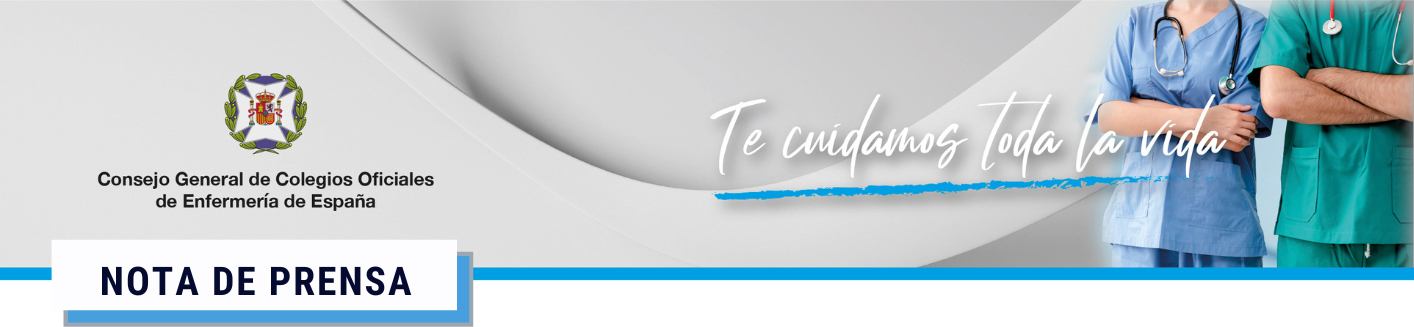 Consejo General de Colegios Oficiales
de Enfermería de España
Te cuidamos toda la vida
NOTA DE PRENSA